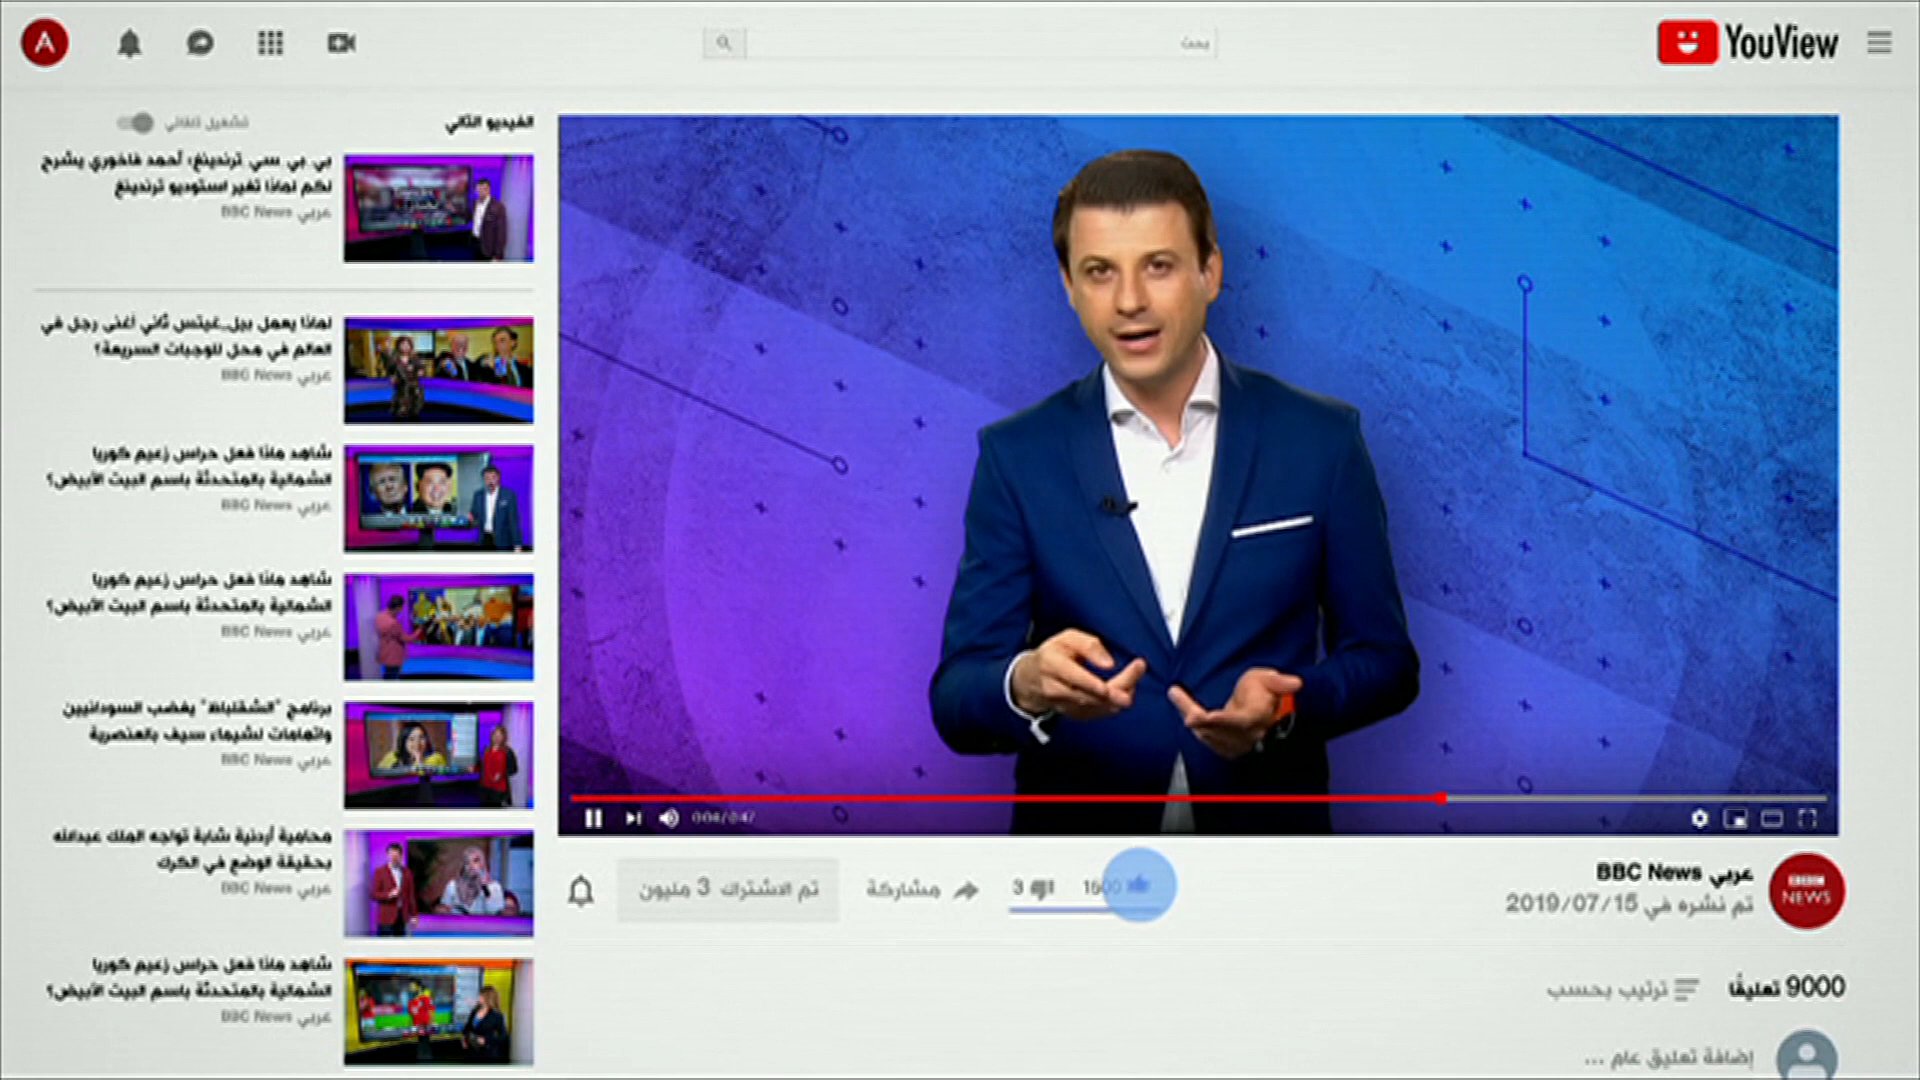 YouView
بحث
A
الفيديو التالي
تشغيل تلقائي
بي بي سي ترندينغ: أحمد فاخوري يشرح
لكم لماذا تغير استوديو ترندينغ
عربي BBC News
لماذا يعمل بيل_غيتس ثاني أغنى رجل في
العالم في محل للوجبات السريعة؟
عربي BBC News
شاهد ماذا فعل حراس زعيم كوريا
الشمالية بالمتحدثة باسم البيت الأبيض؟
عربي BBC News
شاهد ماذا فعل حراس زعيم كوريا
الشمالية بالمتحدثة باسم البيت الأبيض؟
عربي BBC News
برنامج "الشقلباظ" يغضب السودانيين
واتهامات لشيماء سيف بالعنصرية
عربي BBC News
محامية أردنية شابة تواجه الملك عبدالله
بحقيقة الوضع في الكرك
عربي BBC News
شاهد ماذا فعل حراس زعيم كوريا
الشمالية بالمتحدثة باسم البيت الأبيض؟
عربي BBC News
BBC
NEWS
عربي BBC News
تم نشره في 2019/07/15
1600
3
مشاركة
تم الاشتراك 3 مليون
9000 تعليقًا
ترتيب بحسب
إضافة تعليق عام ...